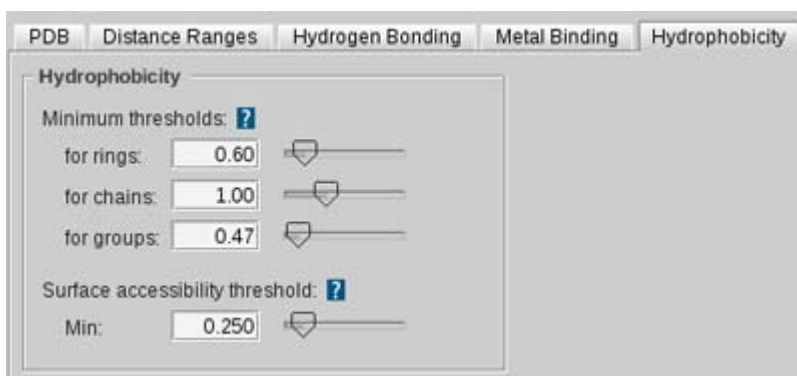 PDB Distance Ranges Hydrogen Bonding Metal Binding Hydrophobicity
Hydrophobicity
Minimum thresholds: ?
for rings: 0.60
for chains: 1.00
for groups: 0.47
Surface accessibility threshold: ?
Min: 0.250